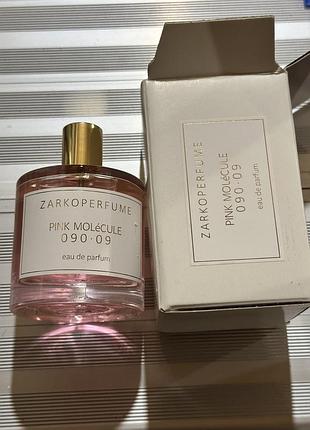 ZARKOPERFUME
PINK MOLéCULE
090·09
eau de parfum
ZARKOPERFUME
PINK MOLéCULE
090·09
eau de parfum